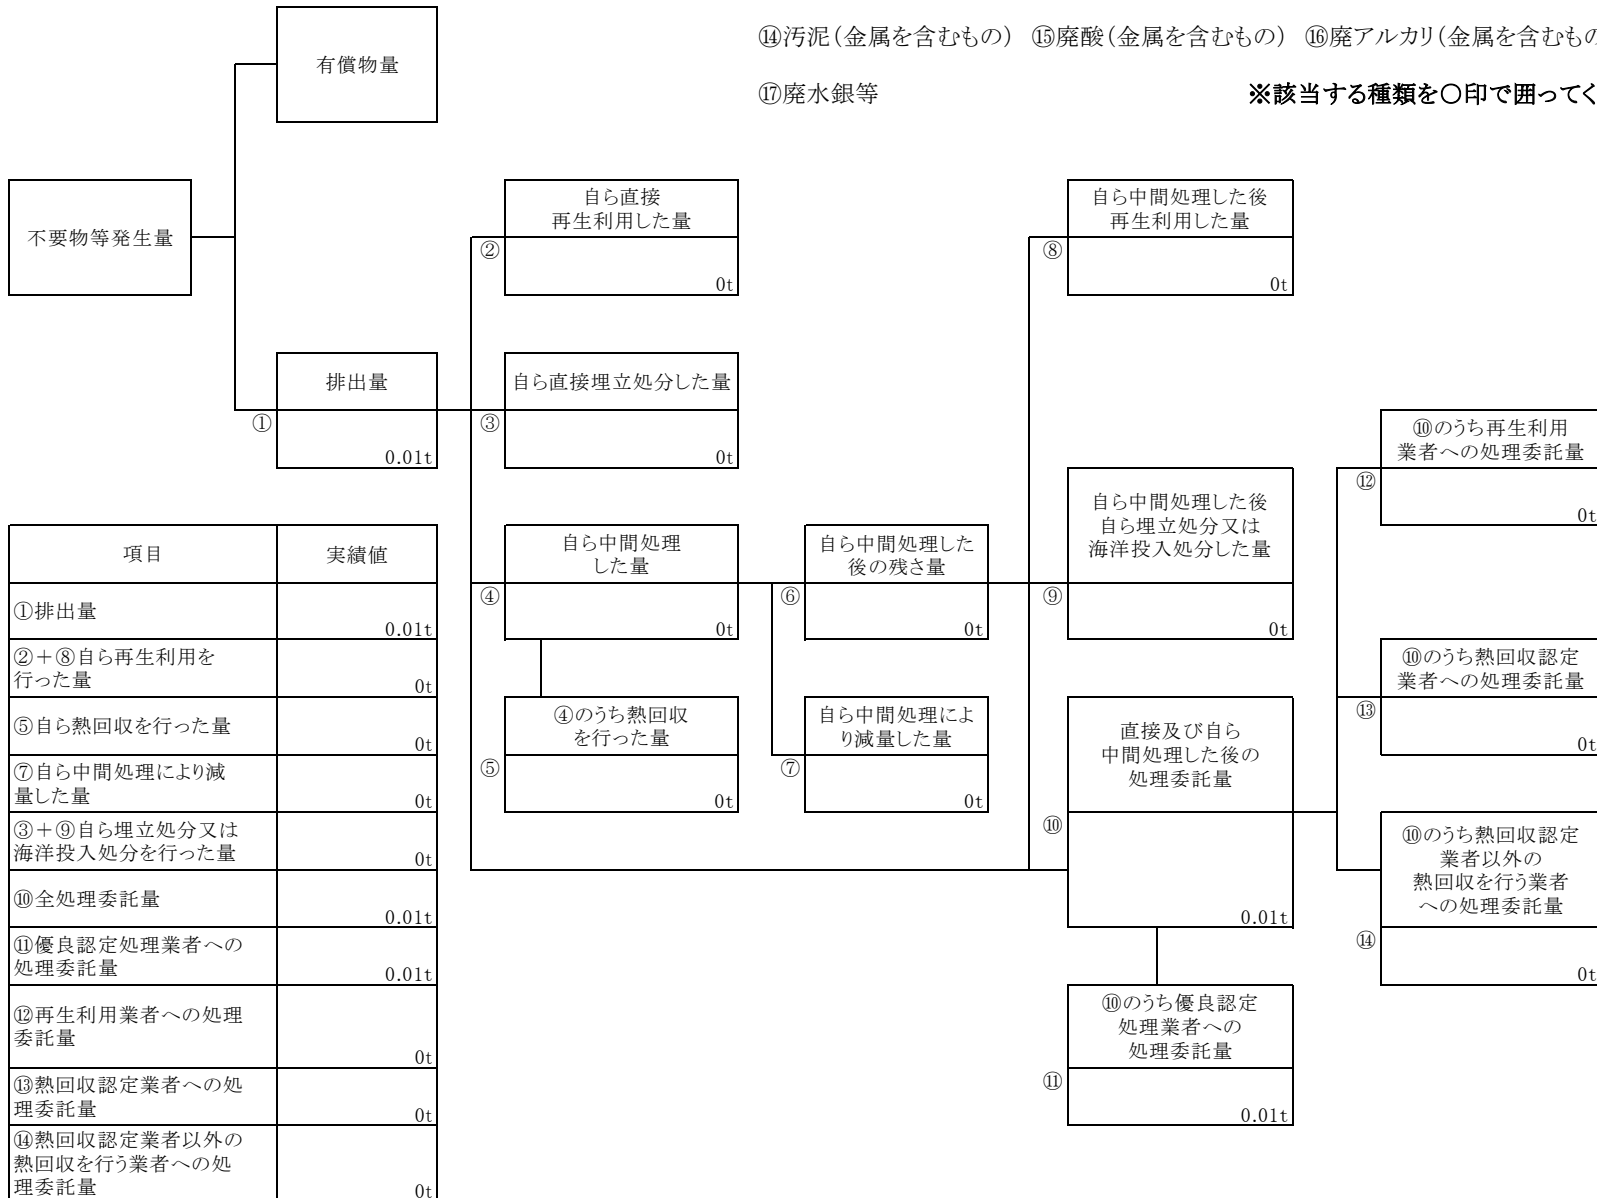 ⑭汚泥(金属を含むもの) ⑮廃酸(金属を含むもの) ⑯廃アルカリ(金属を含むもの
⑰廃水銀等
※該当する種類を〇印で囲ってく
有償物量
不要物等発生量
自ら直接
再生利用した量
②
0t
自ら中間処理した後
再生利用した量
⑧
0t
排出量
①
0.01t
自ら直接埋立処分した量
③
0t
⑩のうち再生利用
業者への処理委託量
⑫
0t
自ら中間処理した後
自ら埋立処分又は
海洋投入処分した量
⑨
0t
自ら中間処理
した量
④
0t
自ら中間処理した
後の残さ量
⑥
0t
⑩のうち熱回収認定
業者への処理委託量
⑬
0t
④のうち熱回収
を行った量
⑤
0t
自ら中間処理によ
り減量した量
⑦
0t
直接及び自ら
中間処理した後の
処理委託量
⑩
0.01t
⑩のうち熱回収認定
業者以外の
熱回収を行う業者
への処理委託量
⑭
0t
⑩のうち優良認定
処理業者への
処理委託量
⑪
0.01t
項目 実績値
①排出量
0.01t
②+⑧自ら再生利用を
行った量
0t
⑤自ら熱回収を行った量
0t
⑦自ら中間処理により減
量した量
0t
③+⑨自ら埋立処分又は
海洋投入処分を行った量
0t
⑩全処理委託量
0.01t
⑪優良認定処理業者への
処理委託量
0.01t
⑫再生利用業者への処理
委託量
0t
⑬熱回収認定業者への処
理委託量
0t
⑭熱回収認定業者以外の
熱回収を行う業者への処
理委託量
0t